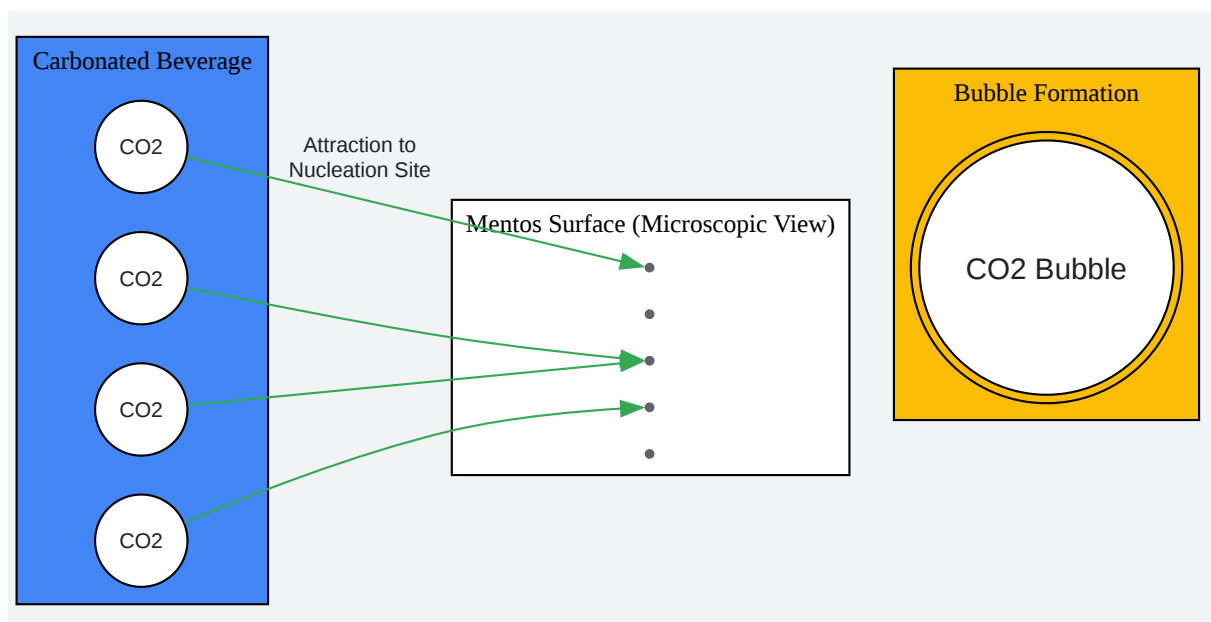 Carbonated Beverage
CO2
CO2
CO2
CO2
Attraction to
Nucleation Site
Mentos Surface (Microscopic View)
Bubble Formation
CO2 Bubble